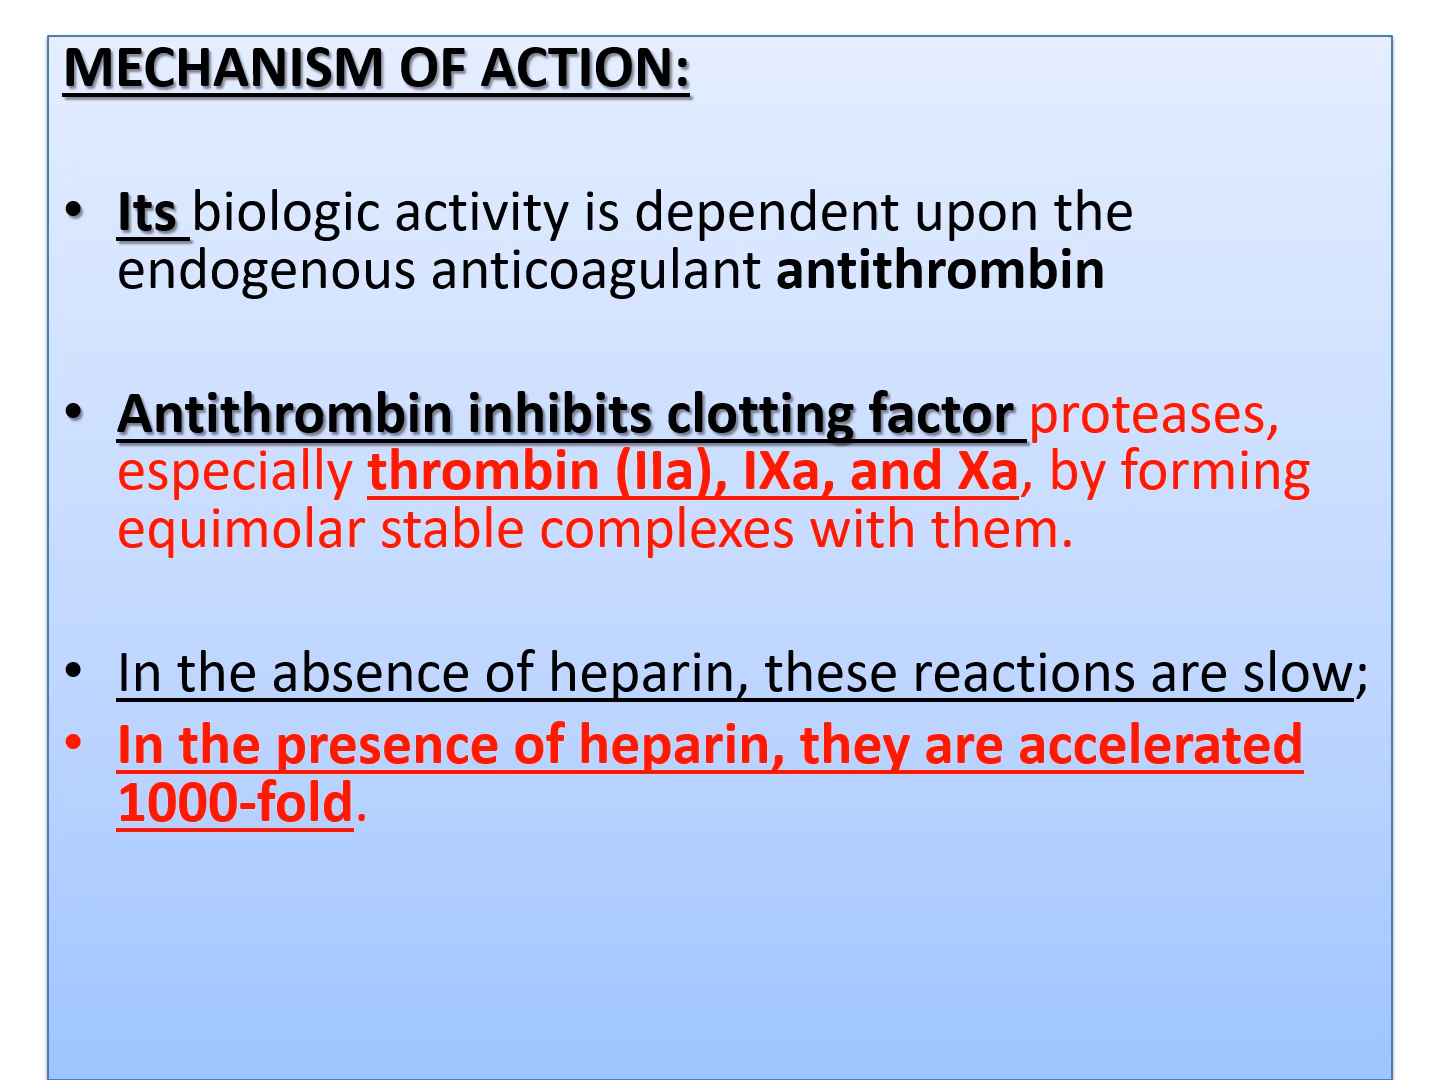 MECHANISM OF ACTION:
• Its biologic activity is dependent upon the
endogenous anticoagulant antithrombin
• Antithrombin inhibits clotting factor proteases,
especially thrombin (IIa), IXa, and Xa, by forming
equimolar stable complexes with them.
• In the absence of heparin, these reactions are slow;
• In the presence of heparin, they are accelerated
1000-fold.